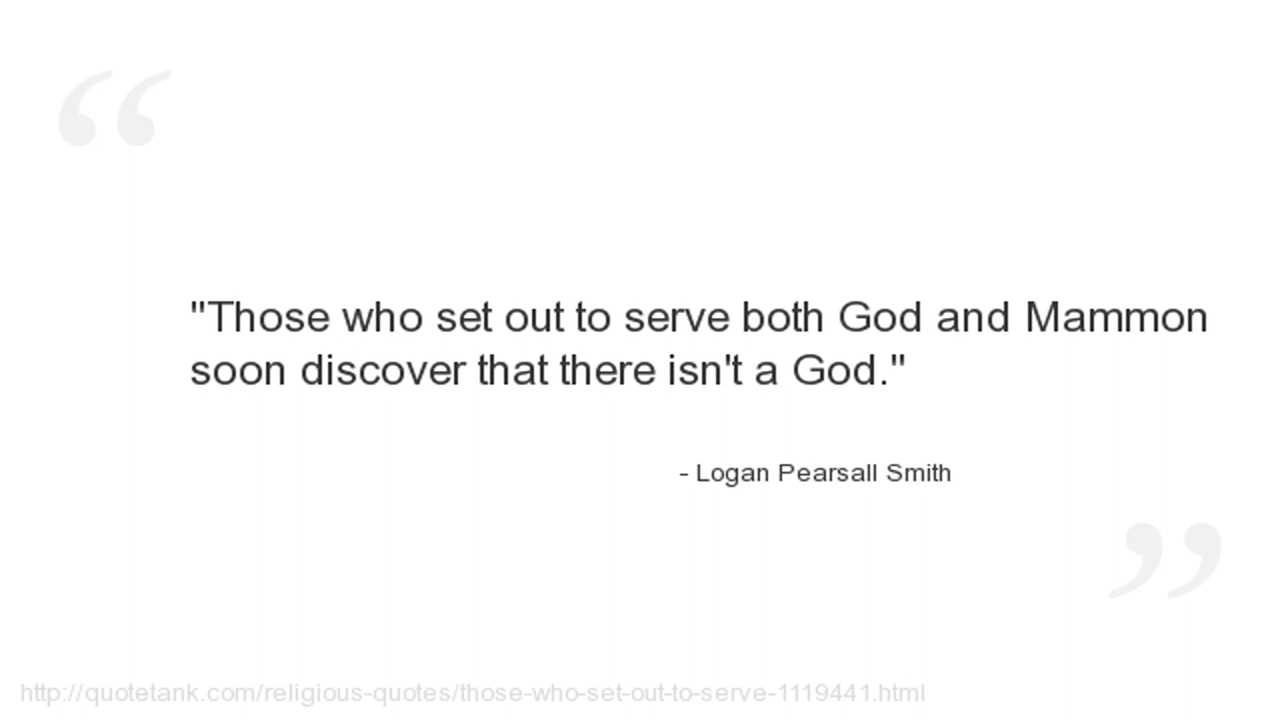 "Those who set out to serve both God and Mammon
soon discover that there isn't a God."
- Logan Pearsall Smith
http://quotetank.com/religious-quotes/those-who-set-out-to-serve-1119441.html